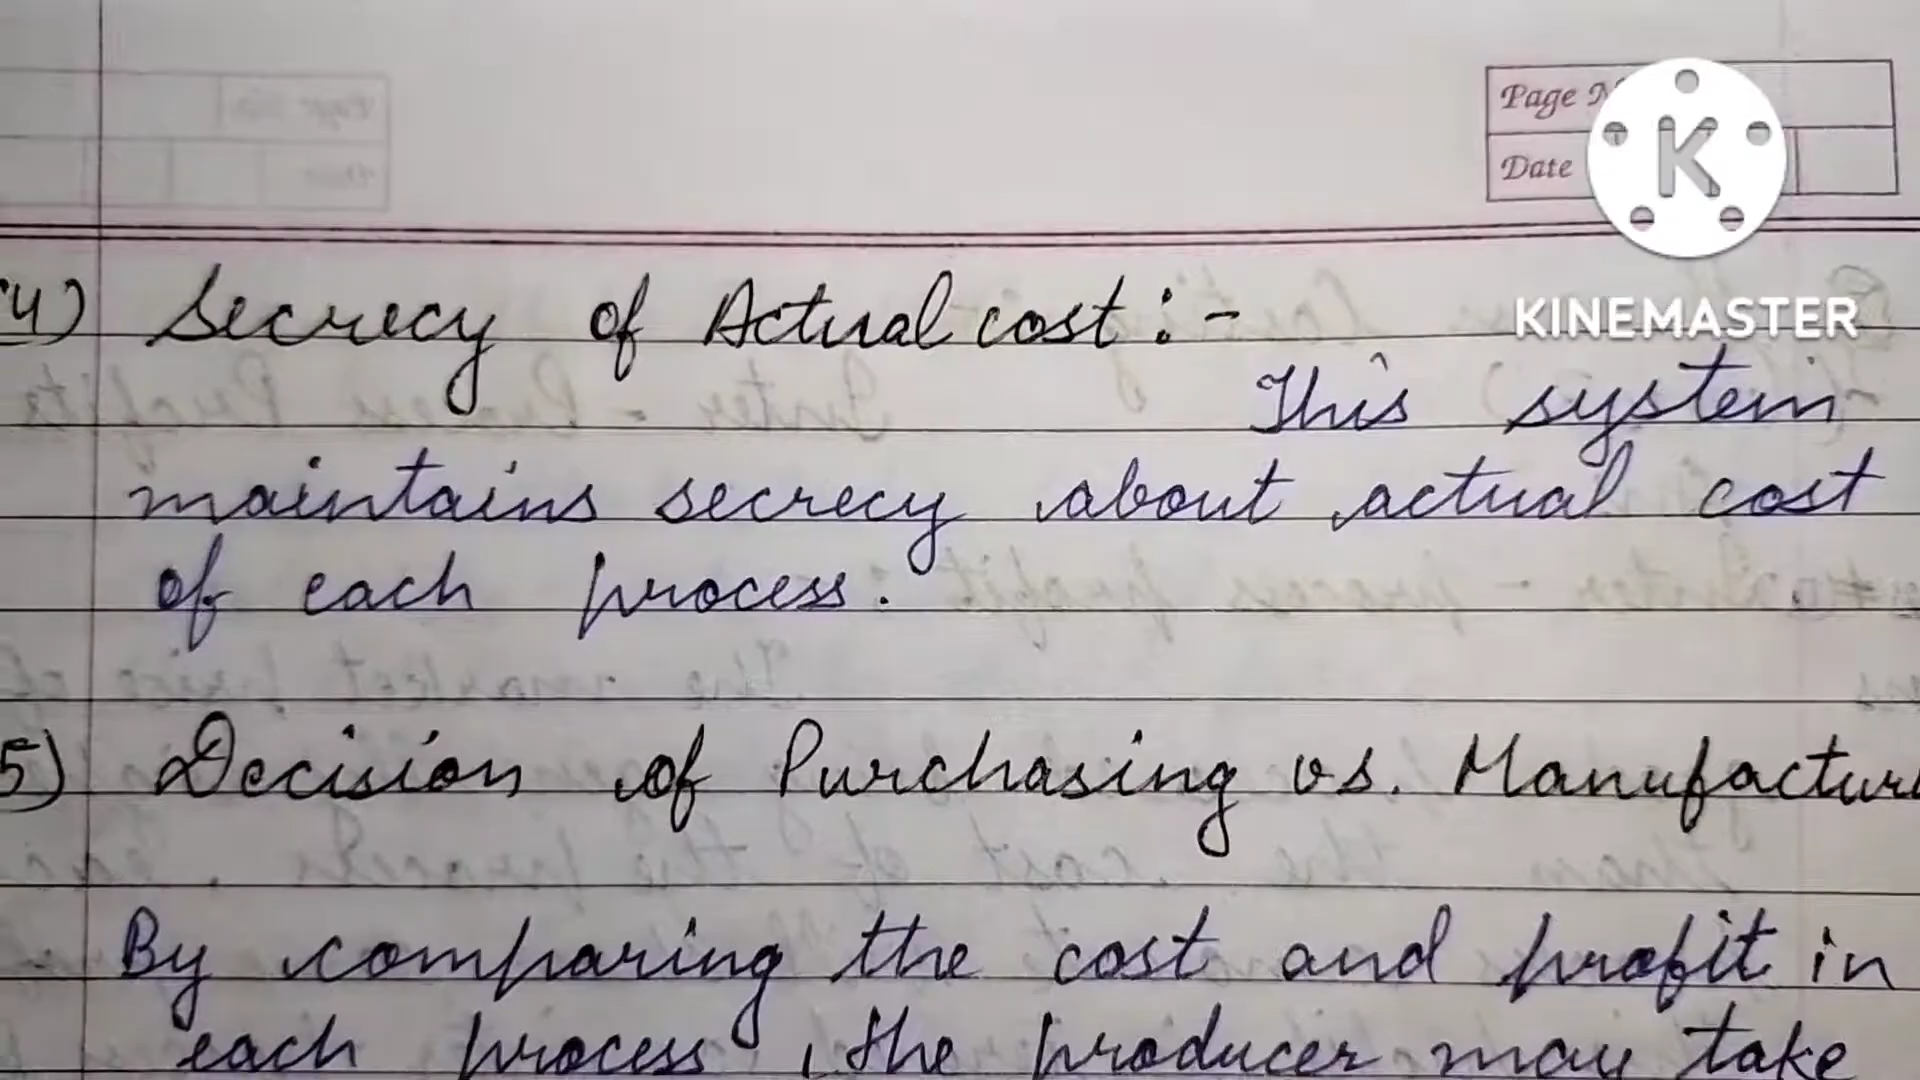 Page
Date
K
KINEMASTER
4) Secrecy of Actual cost :-
This system
maintains secrecy about actual cost
of each process.
5) Decision of Purchasing vs. Manufactur
By comparing the cost and profit in
each process, the producer may take